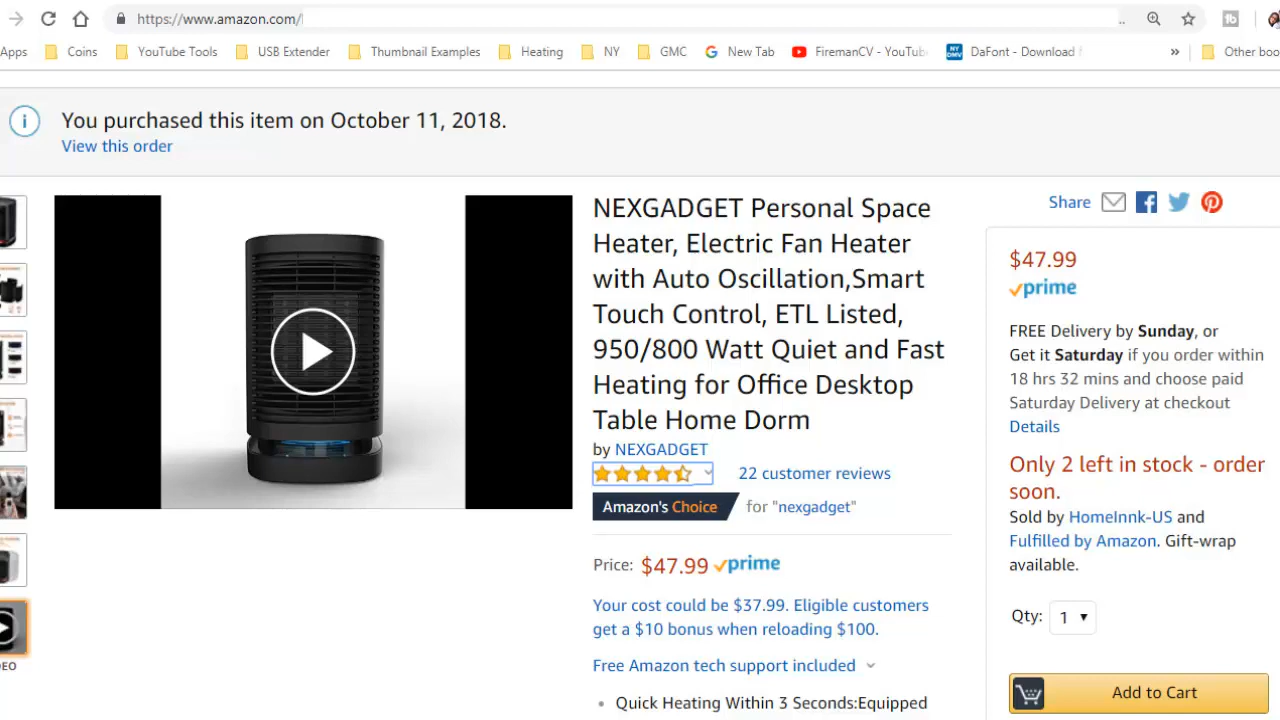 https://www.amazon.com/
Apps Coins YouTube Tools USB Extender Thumbnail Examples Heating NY GMC New Tab FiremanCV - YouTub DaFont - Download » Other boo
You purchased this item on October 11, 2018.
View this order
NEXGADGET Personal Space
Heater, Electric Fan Heater
with Auto Oscillation,Smart
Touch Control, ETL Listed,
950/800 Watt Quiet and Fast
Heating for Office Desktop
Table Home Dorm
by NEXGADGET
22 customer reviews
Amazon's Choice for "nexgadget"
Price: $47.99 prime
Your cost could be $37.99. Eligible customers
get a $10 bonus when reloading $100.
Free Amazon tech support included
• Quick Heating Within 3 Seconds:Equipped
DEO
Share
$47.99
prime
FREE Delivery by Sunday, or
Get it Saturday if you order within
18 hrs 32 mins and choose paid
Saturday Delivery at checkout
Details
Only 2 left in stock - order
soon.
Sold by HomeInnk-US and
Fulfilled by Amazon. Gift-wrap
available.
Qty: 1
Add to Cart